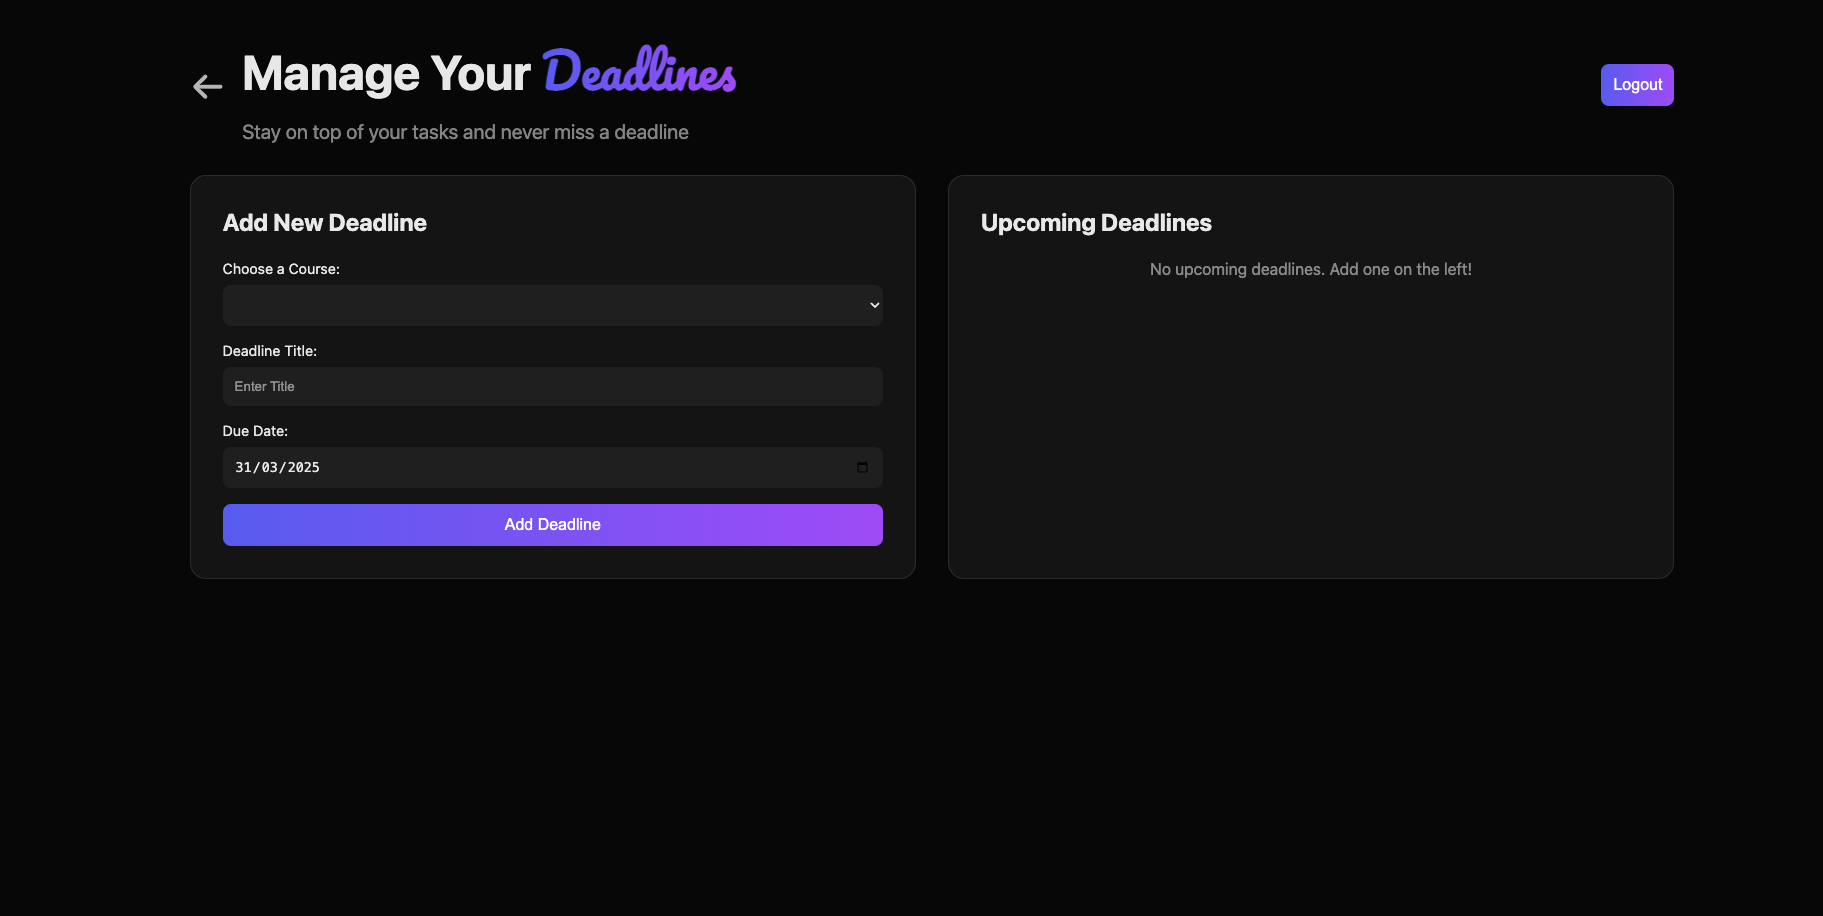 Manage Your Deadlines
Logout
Stay on top of your tasks and never miss a deadline
Add New Deadline
Choose a Course:
Deadline Title:
Enter Title
Due Date:
31/03/2025
Add Deadline
Upcoming Deadlines
No upcoming deadlines. Add one on the left!